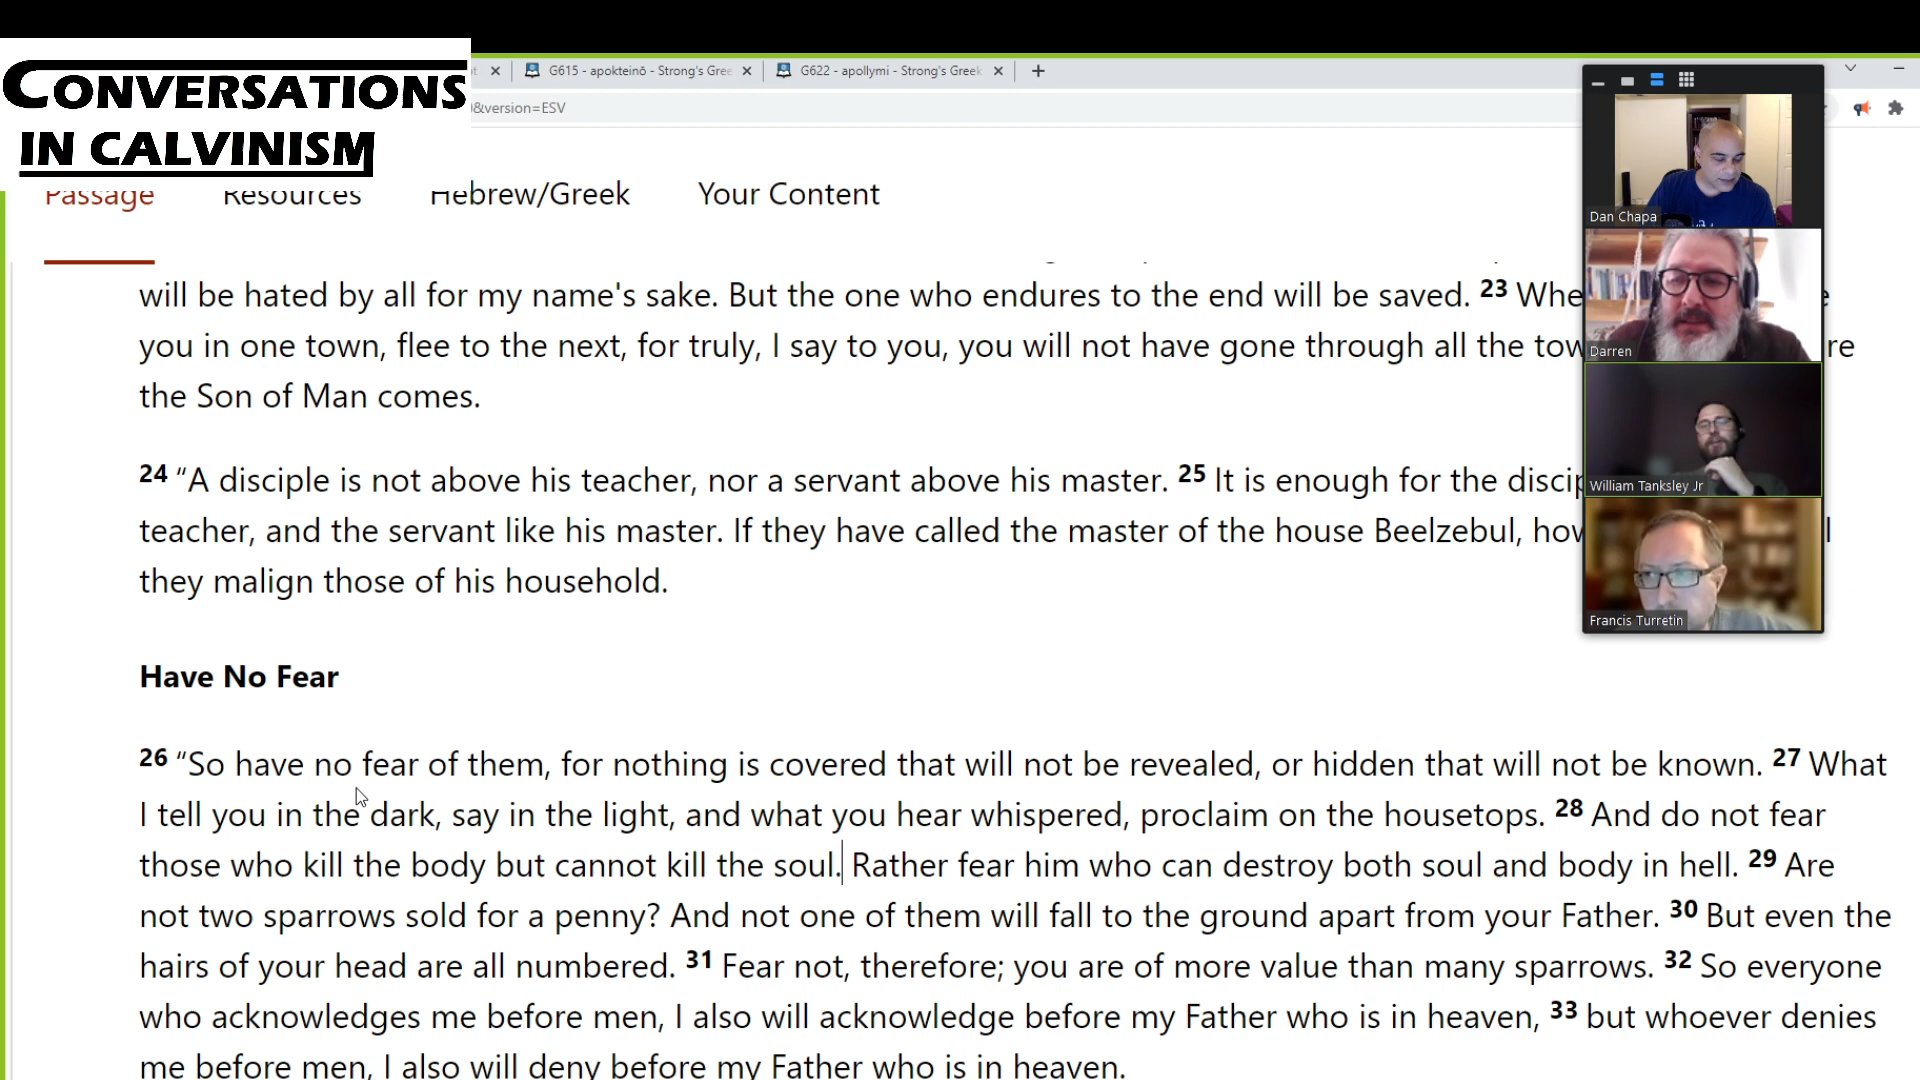 CONVERSATIONS
IN CALVINISM
G615 - apokteinō - Strong's Gree
G622 - apollymi - Strong's Greek
&version=ESV
Passage
Resources
Hebrew/Greek
Your Content
will be hated by all for my name's sake. But the one who endures to the end will be saved. 23 Whe
you in one town, flee to the next, for truly, I say to you, you will not have gone through all the tow re
the Son of Man comes.
24 “A disciple is not above his teacher, nor a servant above his master. 25 It is enough for the discip
teacher, and the servant like his master. If they have called the master of the house Beelzebul, how
they malign those of his household.
Have No Fear
26 “So have no fear of them, for nothing is covered that will not be revealed, or hidden that will not be known. 27 What
I tell you in the dark, say in the light, and what you hear whispered, proclaim on the housetops. 28 And do not fear
those who kill the body but cannot kill the soul. Rather fear him who can destroy both soul and body in hell. 29 Are
not two sparrows sold for a penny? And not one of them will fall to the ground apart from your Father. 30 But even the
hairs of your head are all numbered. 31 Fear not, therefore; you are of more value than many sparrows. 32 So everyone
who acknowledges me before men, I also will acknowledge before my Father who is in heaven, 33 but whoever denies
me before men, I also will deny before my Father who is in heaven.
Dan Chapa
Darren
William Tanksley Jr
Francis Turretin